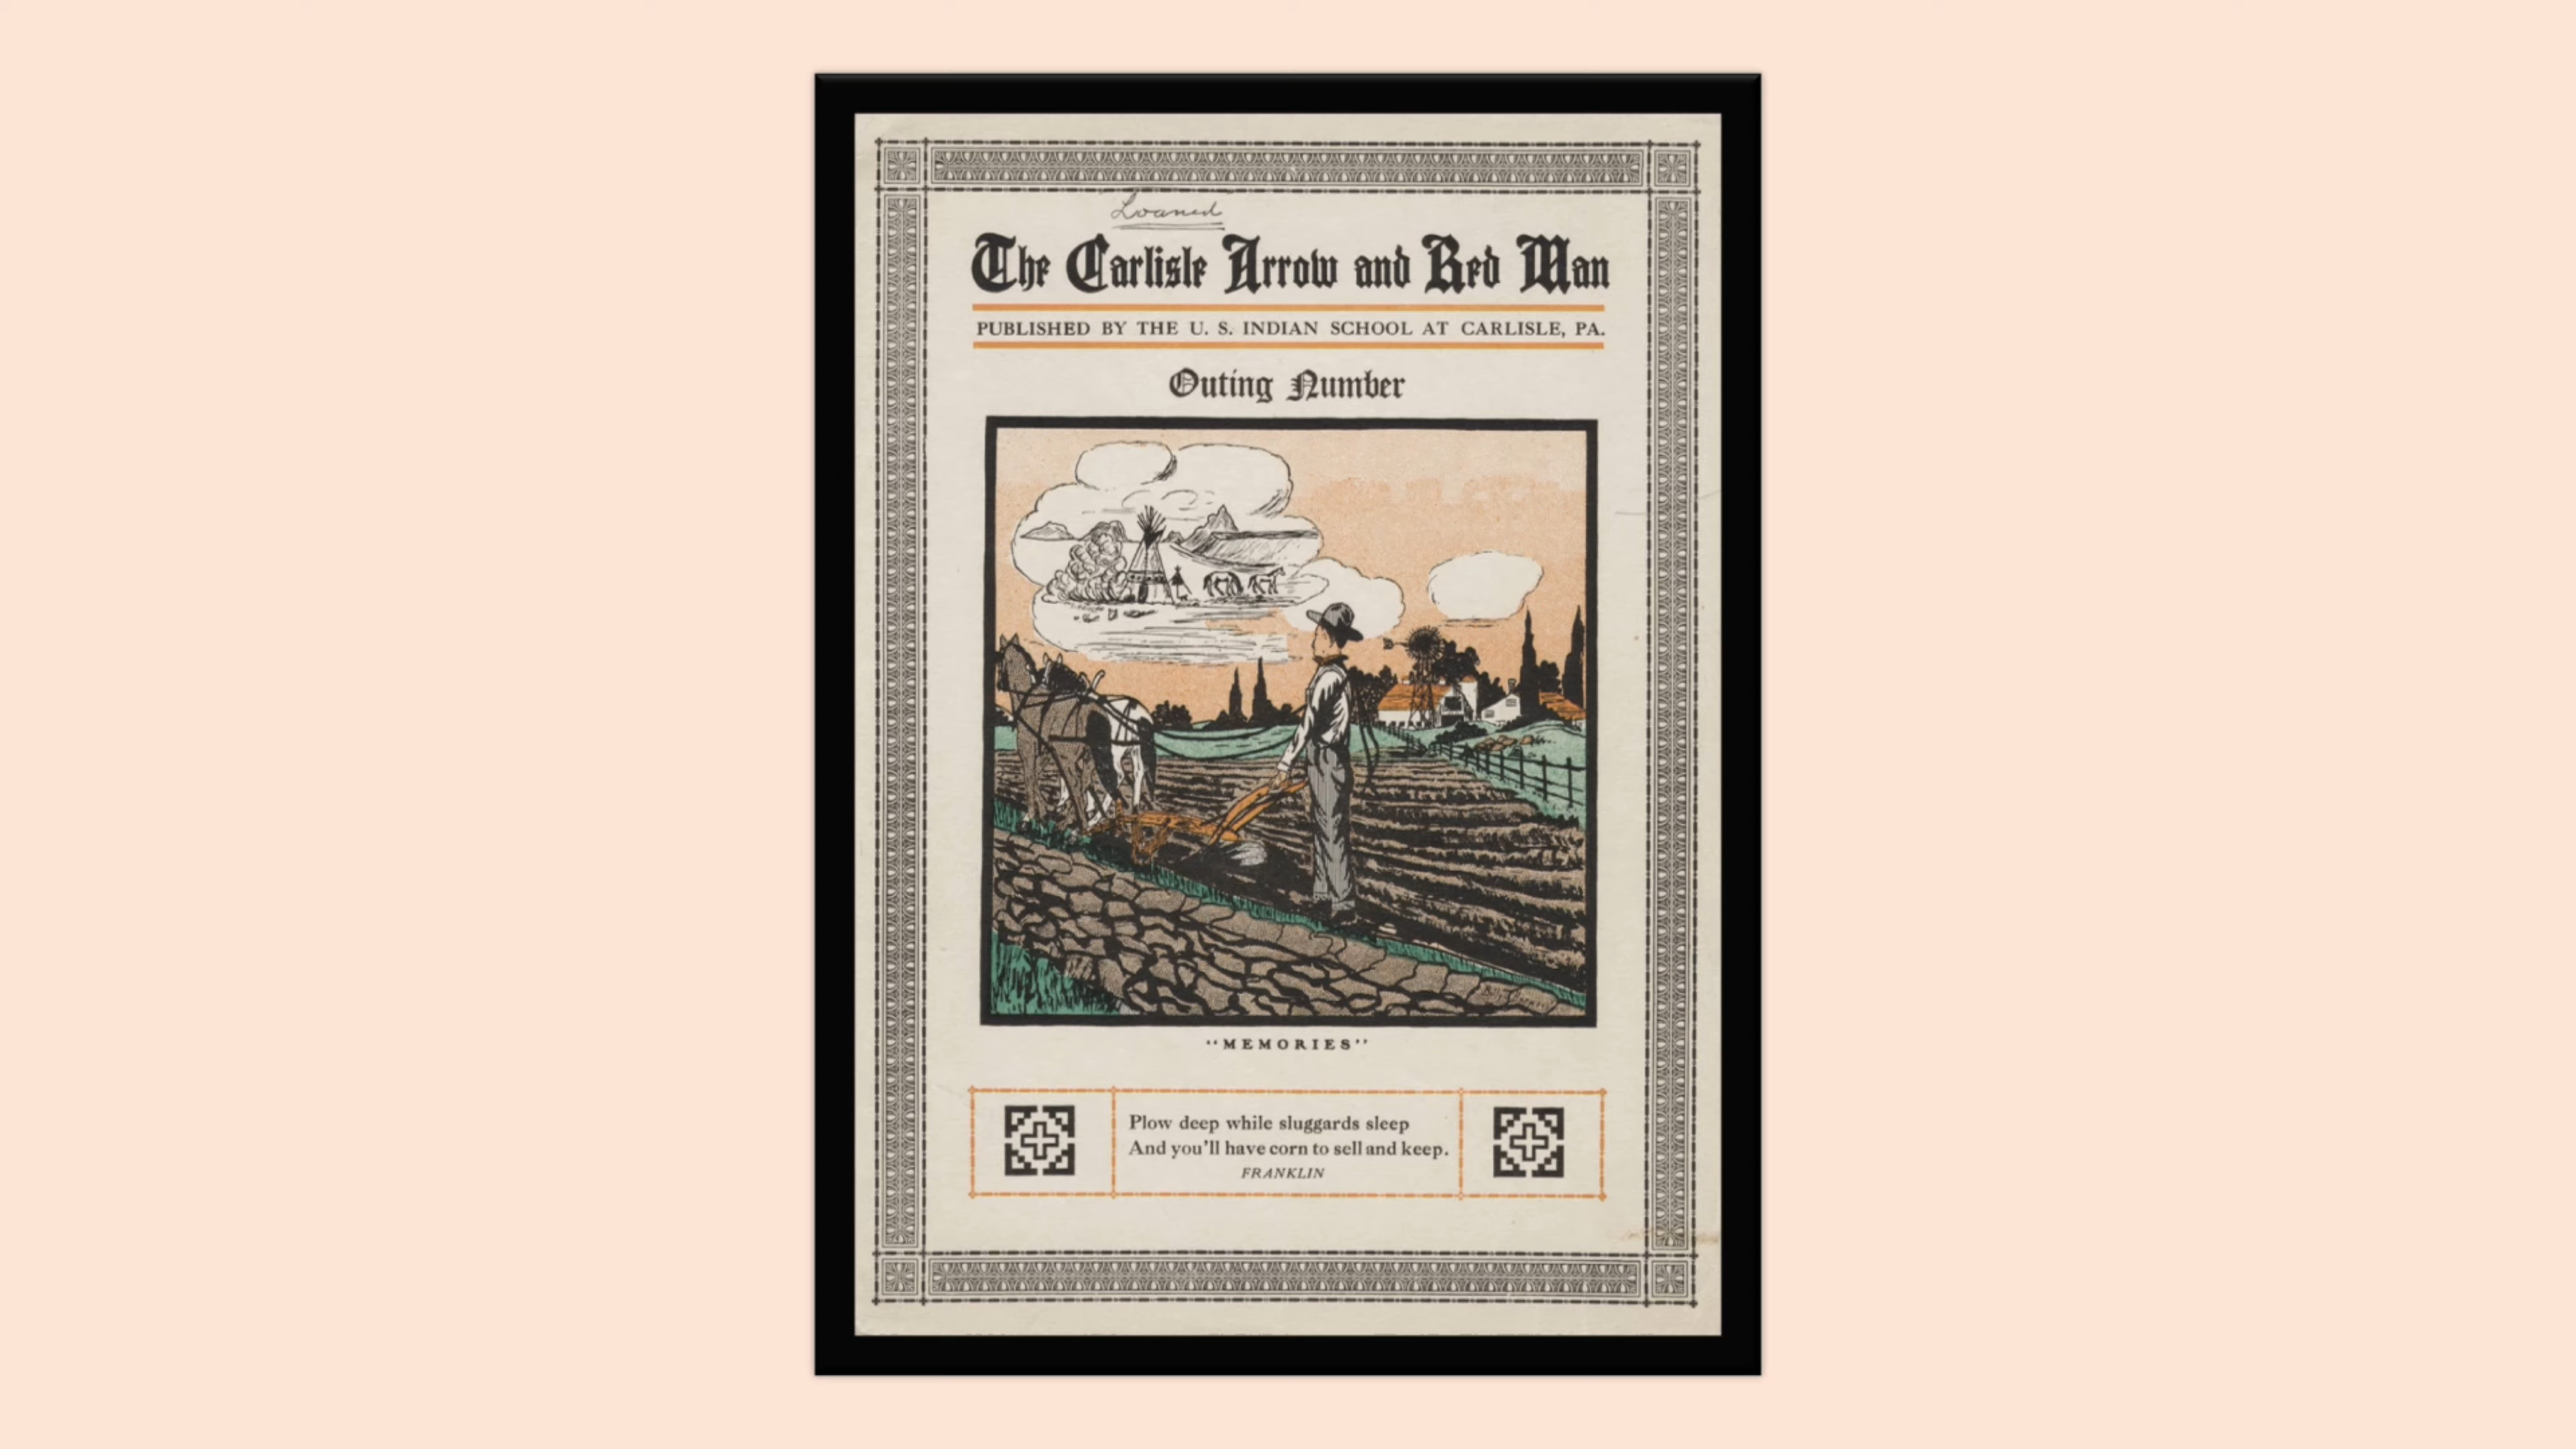 Loaned
The Carlisle Arrow and Red Man
PUBLISHED BY THE U. S. INDIAN SCHOOL AT CARLISLE, PA.
Outing Number
"MEMORIES"
Plow deep while sluggards sleep
And you'll have corn to sell and keep.
FRANKLIN